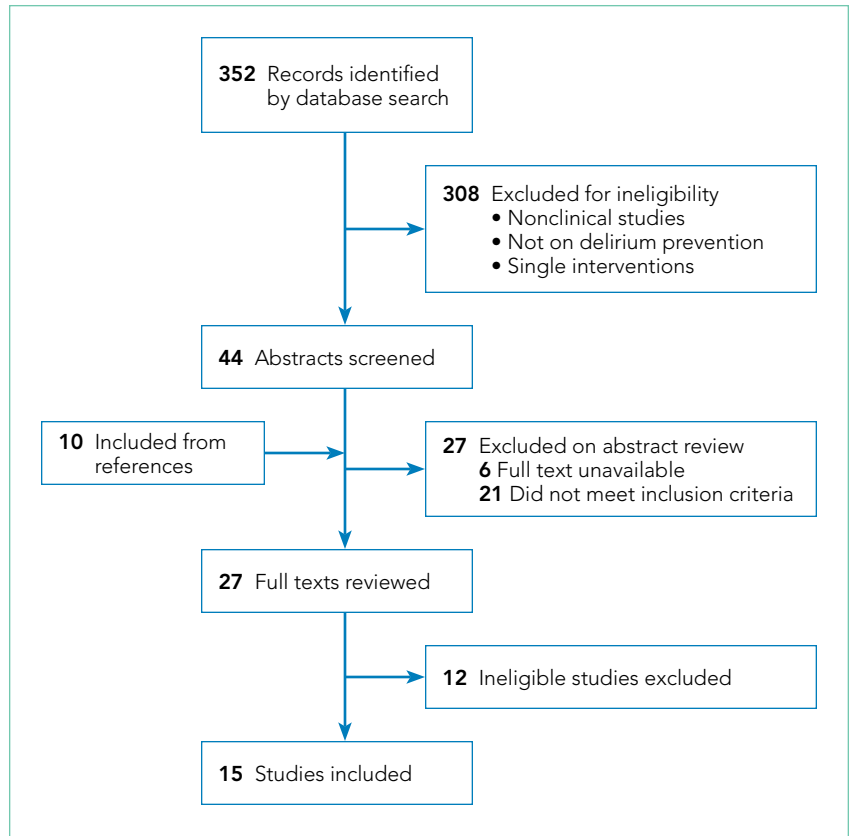 352 Records identified
by database search
308 Excluded for ineligibility
• Nonclinical studies
• Not on delirium prevention
• Single interventions
44 Abstracts screened
10 Included from
references
27 Excluded on abstract review
6 Full text unavailable
21 Did not meet inclusion criteria
27 Full texts reviewed
12 Ineligible studies excluded
15 Studies included